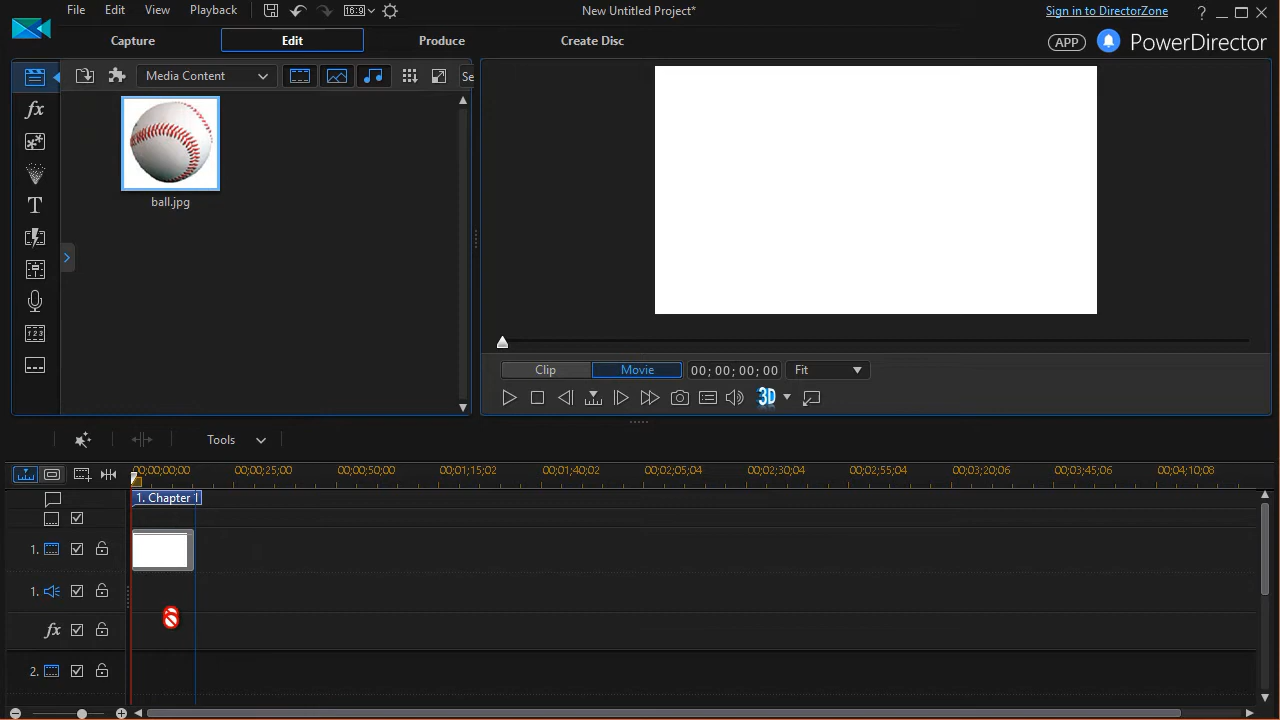 File Edit View Playback
16:9
New Untitled Project*
Sign in to DirectorZone
?
Capture Edit Produce Create Disc
APP
PowerDirector
Media Content
Se
fx
T
ball.jpg
Clip Movie 00; 00; 00; 00 Fit
3D
Tools
00;00;00;00 00;00;25;00 00;00;50;00 00;01;15;02 00;01;40;02 00;02;05;04 00;02;30;04 00;02;55;04 00;03;20;06 00;03;45;06 00;04;10;08
1. Chapter 1
1.
1.
fx
2.